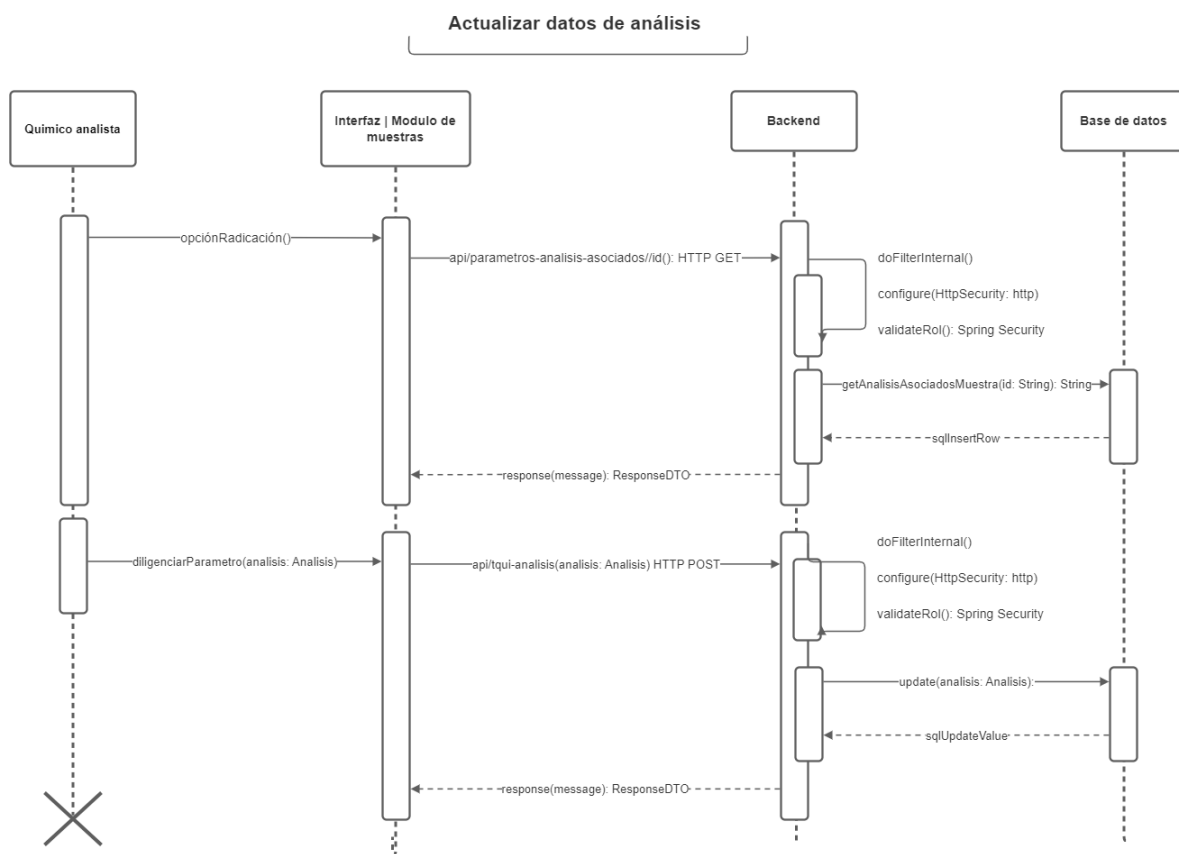 Actualizar datos de análisis
Quimico analista
Interfaz | Modulo de
muestras
Backend
Base de datos
opciónRadicación()
api/parametros-analisis-asociados//id(): HTTP GET
doFilterInternal()
configure(HttpSecurity: http)
validateRol(): Spring Security
getAnalisisAsociadosMuestra(id: String): String
sqlInsertRow
response(message): ResponseDTO
diligenciarParametro(analisis: Analisis)
api/tqui-analisis(analisis: Analisis) HTTP POST
doFilterInternal()
configure(HttpSecurity: http)
validateRol(): Spring Security
update(analisis: Analisis):
sqlUpdateValue
response(message): ResponseDTO